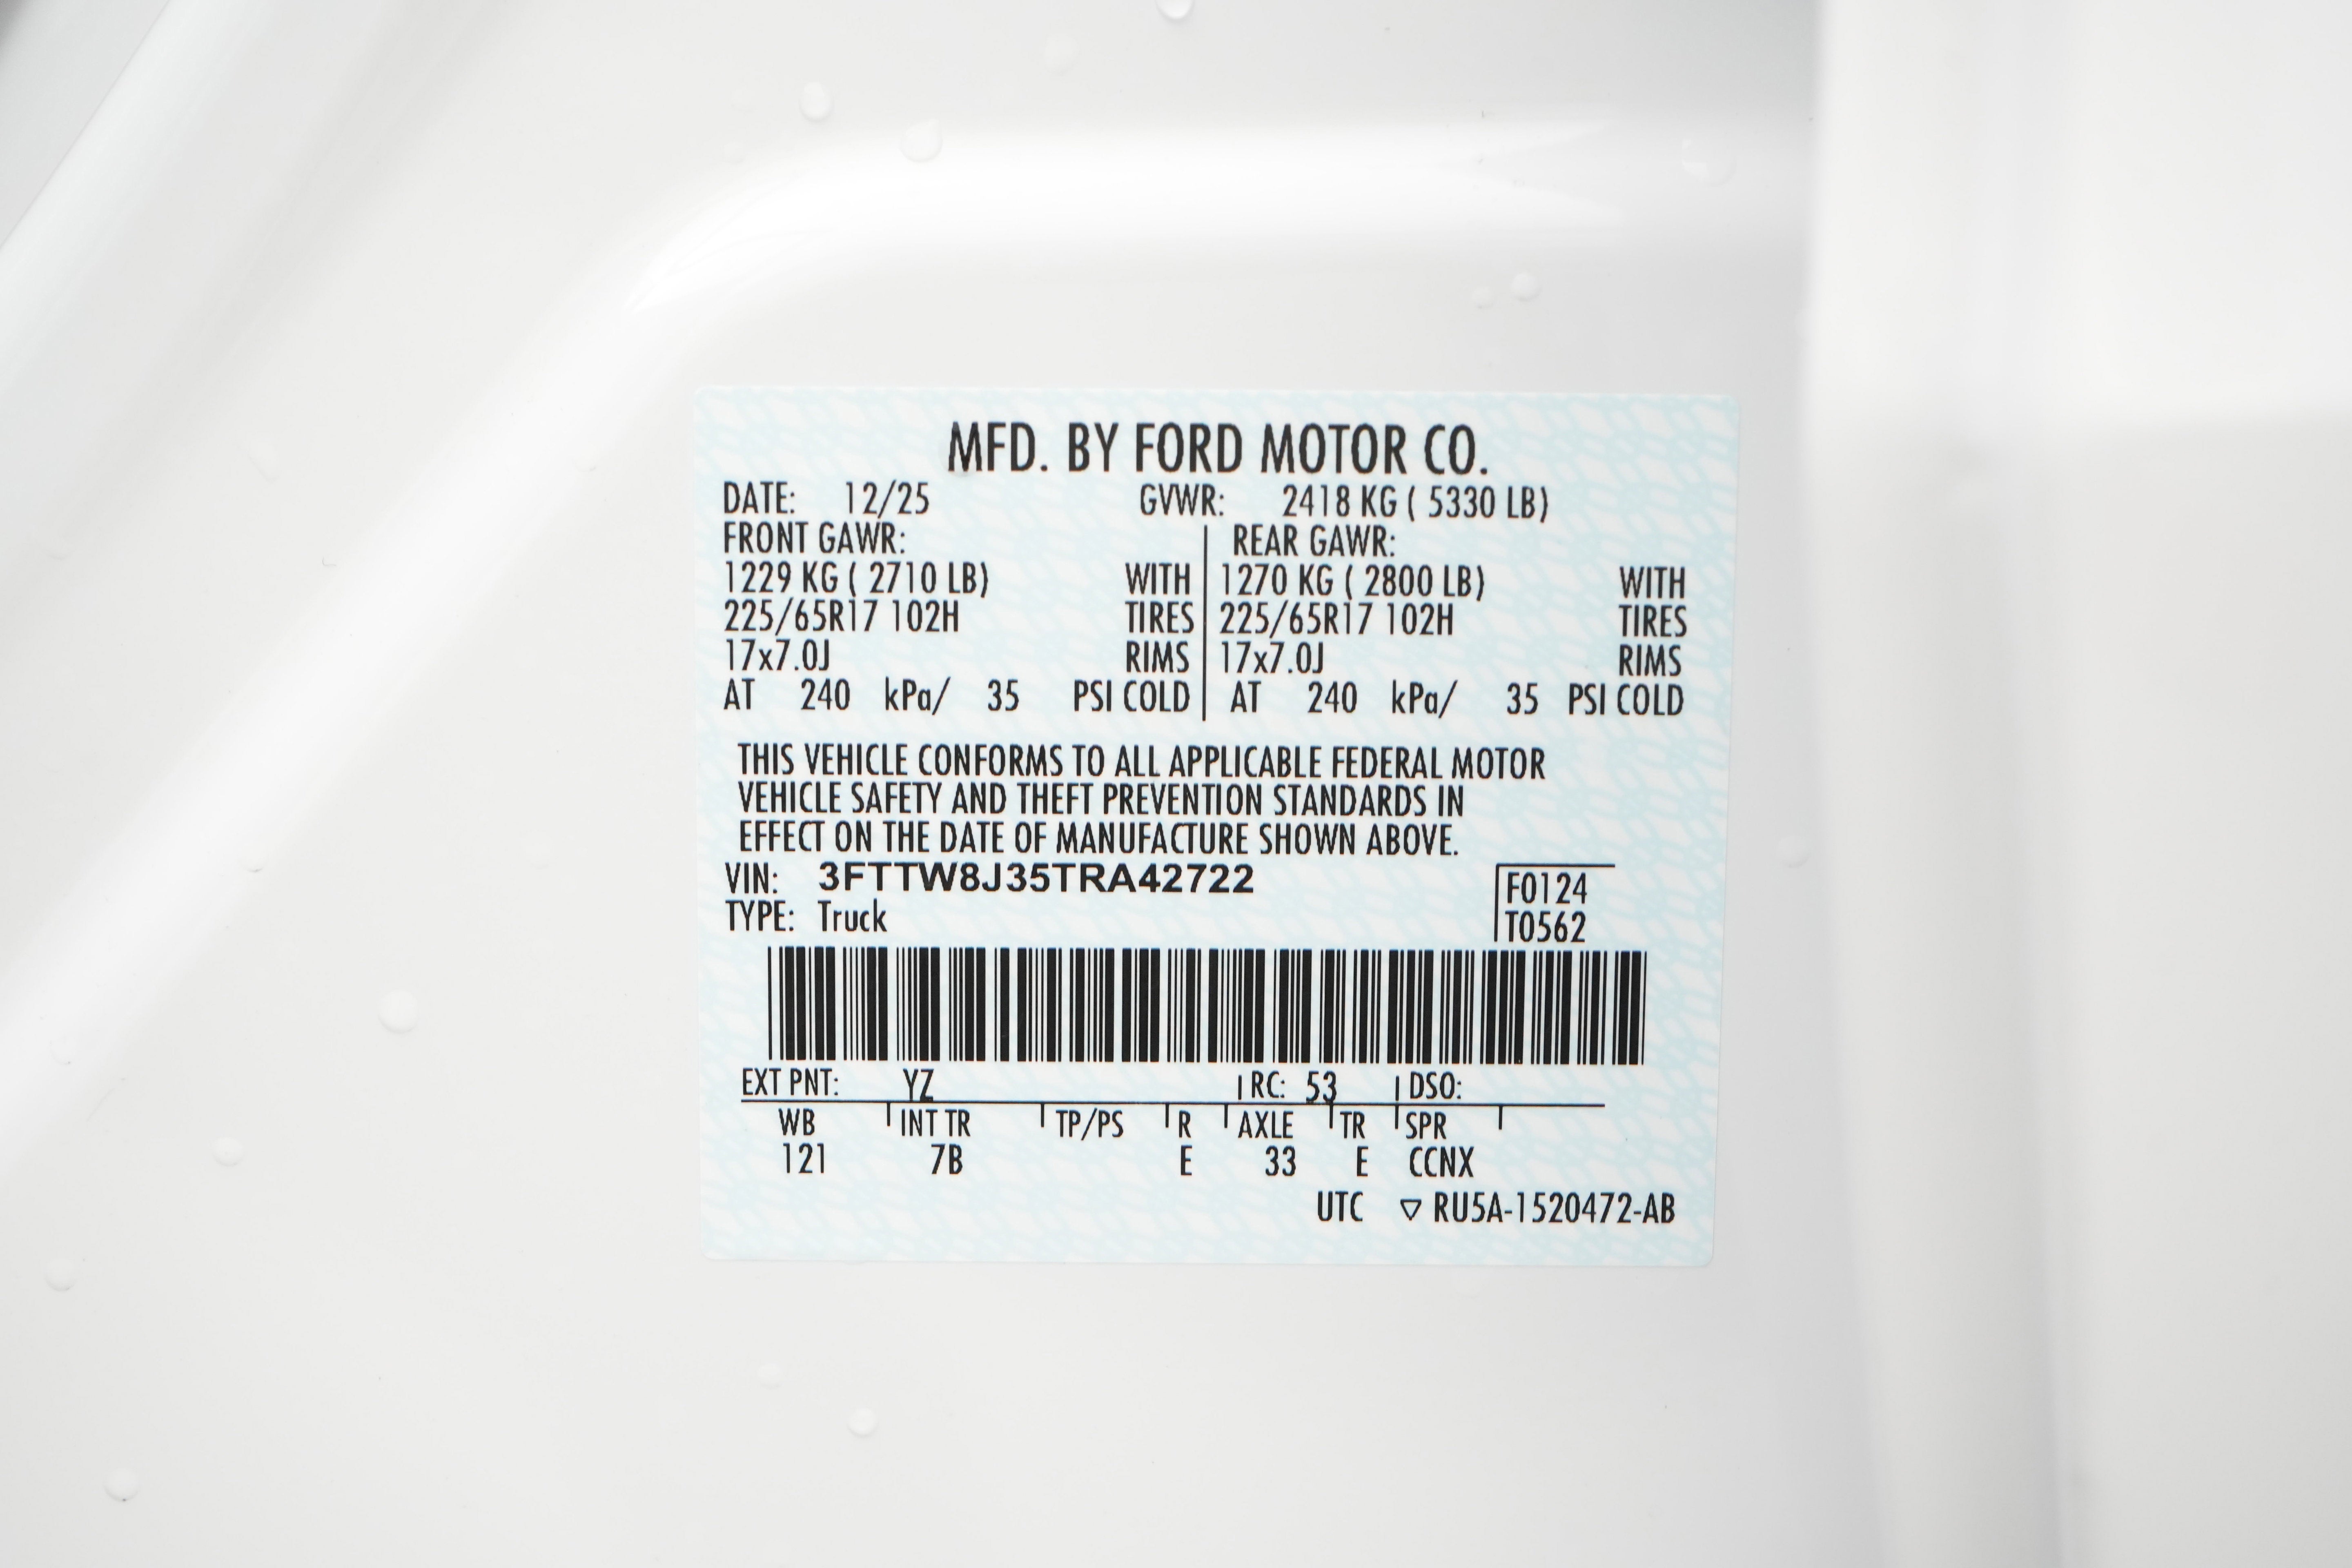 MFD. BY FORD MOTOR CO.
DATE: 12/25 GVWR: 2418 KG ( 5330 LB)
FRONT GAWR: REAR GAWR:
1229 KG ( 2710 LB) WITH 1270 KG ( 2800 LB) WITH
225/65R17 102H TIRES 225/65R17 102H TIRES
17x7.0J RIMS 17x7.0J RIMS
AT 240 kPa/ 35 PSI COLD AT 240 kPa/ 35 PSI COLD
THIS VEHICLE CONFORMS TO ALL APPLICABLE FEDERAL MOTOR
VEHICLE SAFETY AND THEFT PREVENTION STANDARDS IN
EFFECT ON THE DATE OF MANUFACTURE SHOWN ABOVE.
VIN: 3FTTW8J35TRA42722 F0124
TYPE: Truck T0562
EXT PNT: YZ RC: 53 DSO:
WB INT TR TP/PS R AXLE TR SPR
121 7B E 33 E CCNX
UTC ▽ RU5A-1520472-AB